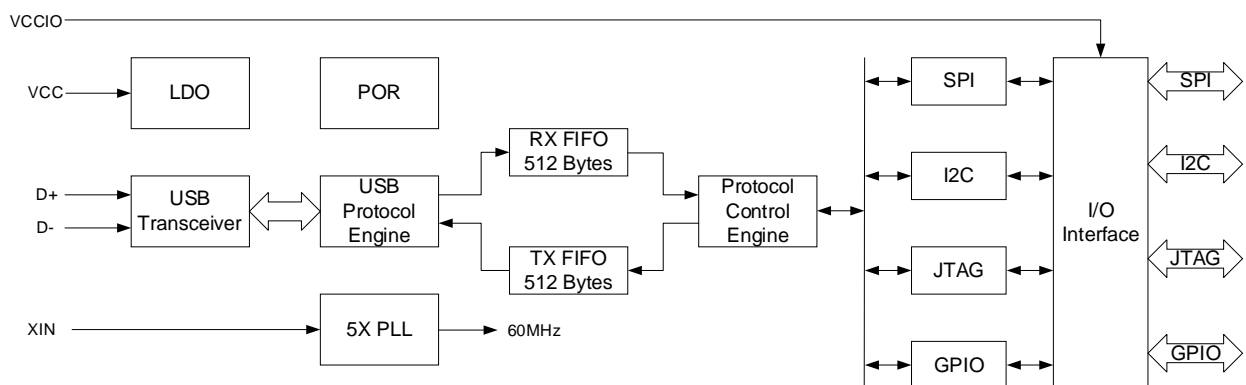 VCCIO
VCC
LDO
POR
SPI
SPI
RX FIFO
512 Bytes
D+
D-
USB
Transceiver
USB
Protocol
Engine
Protocol
Control
Engine
I2C
I2C
I/O
Interface
TX FIFO
512 Bytes
JTAG
JTAG
XIN
5X PLL
60MHz
GPIO
GPIO